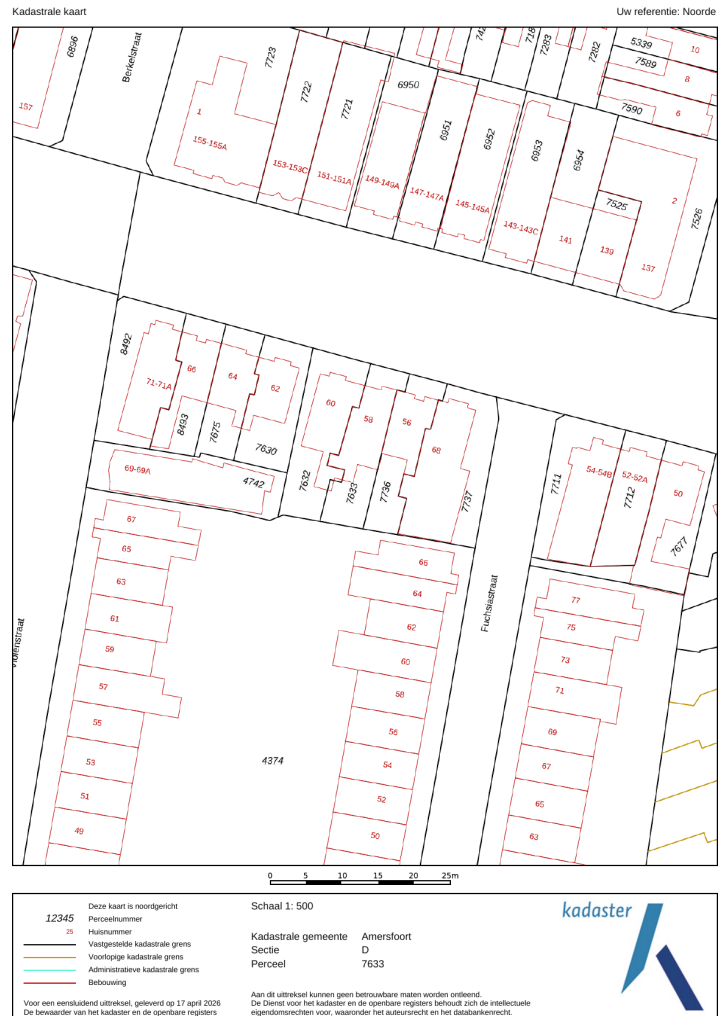 Kadastrale kaart
Uw referentie: Noorde
6896
Berkelstraat
7723
7722
7721
6950
742
718
7283
7282
5339
7589
10
8
7590
6
157
1
155-155A
153-153C
151-151A
149-149A
6951
147-147A
6952
145-145A
6953
143-143C
6954
141
7525
139
2
137
7526
8492
71-71A
66
64
62
60
58
56
68
8493
7675
7630
69-69A
4742
7632
7633
7736
7737
7711
54-54B
52-52A
7712
50
7677
67
65
63
61
59
57
55
53
51
49
66
64
62
60
58
56
54
52
50
4374
Fuchsiastraat
77
75
73
71
69
67
65
63
0 5 10 15 20 25m
Deze kaart is noordgericht
12345 Perceelnummer
25 Huisnummer
Vastgestelde kadastrale grens
Voorlopige kadastrale grens
Administratieve kadastrale grens
Bebouwing
Voor een eensluidend uittreksel, geleverd op 17 april 2026
De bewaarder van het kadaster en de openbare registers
Schaal 1: 500
Kadastrale gemeente Amersfoort
Sectie D
Perceel 7633
Aan dit uittreksel kunnen geen betrouwbare maten worden ontleend.
De Dienst voor het kadaster en de openbare registers behoudt zich de intellectuele
eigendomsrechten voor, waaronder het auteursrecht en het databankenrecht.
kadaster